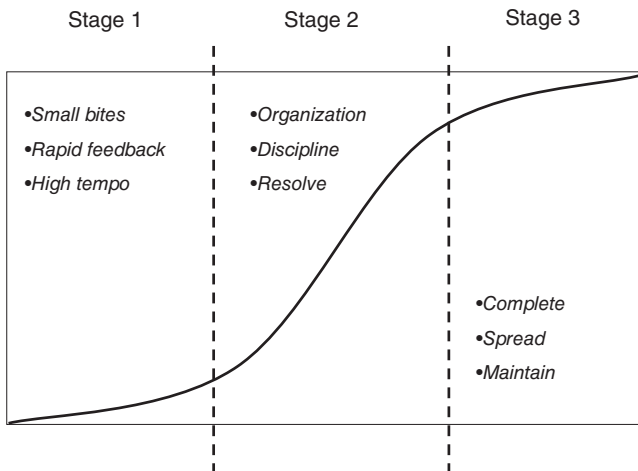 Stage 1
Stage 2
Stage 3
•Small bites
•Rapid feedback
•High tempo
•Organization
•Discipline
•Resolve
•Complete
•Spread
•Maintain